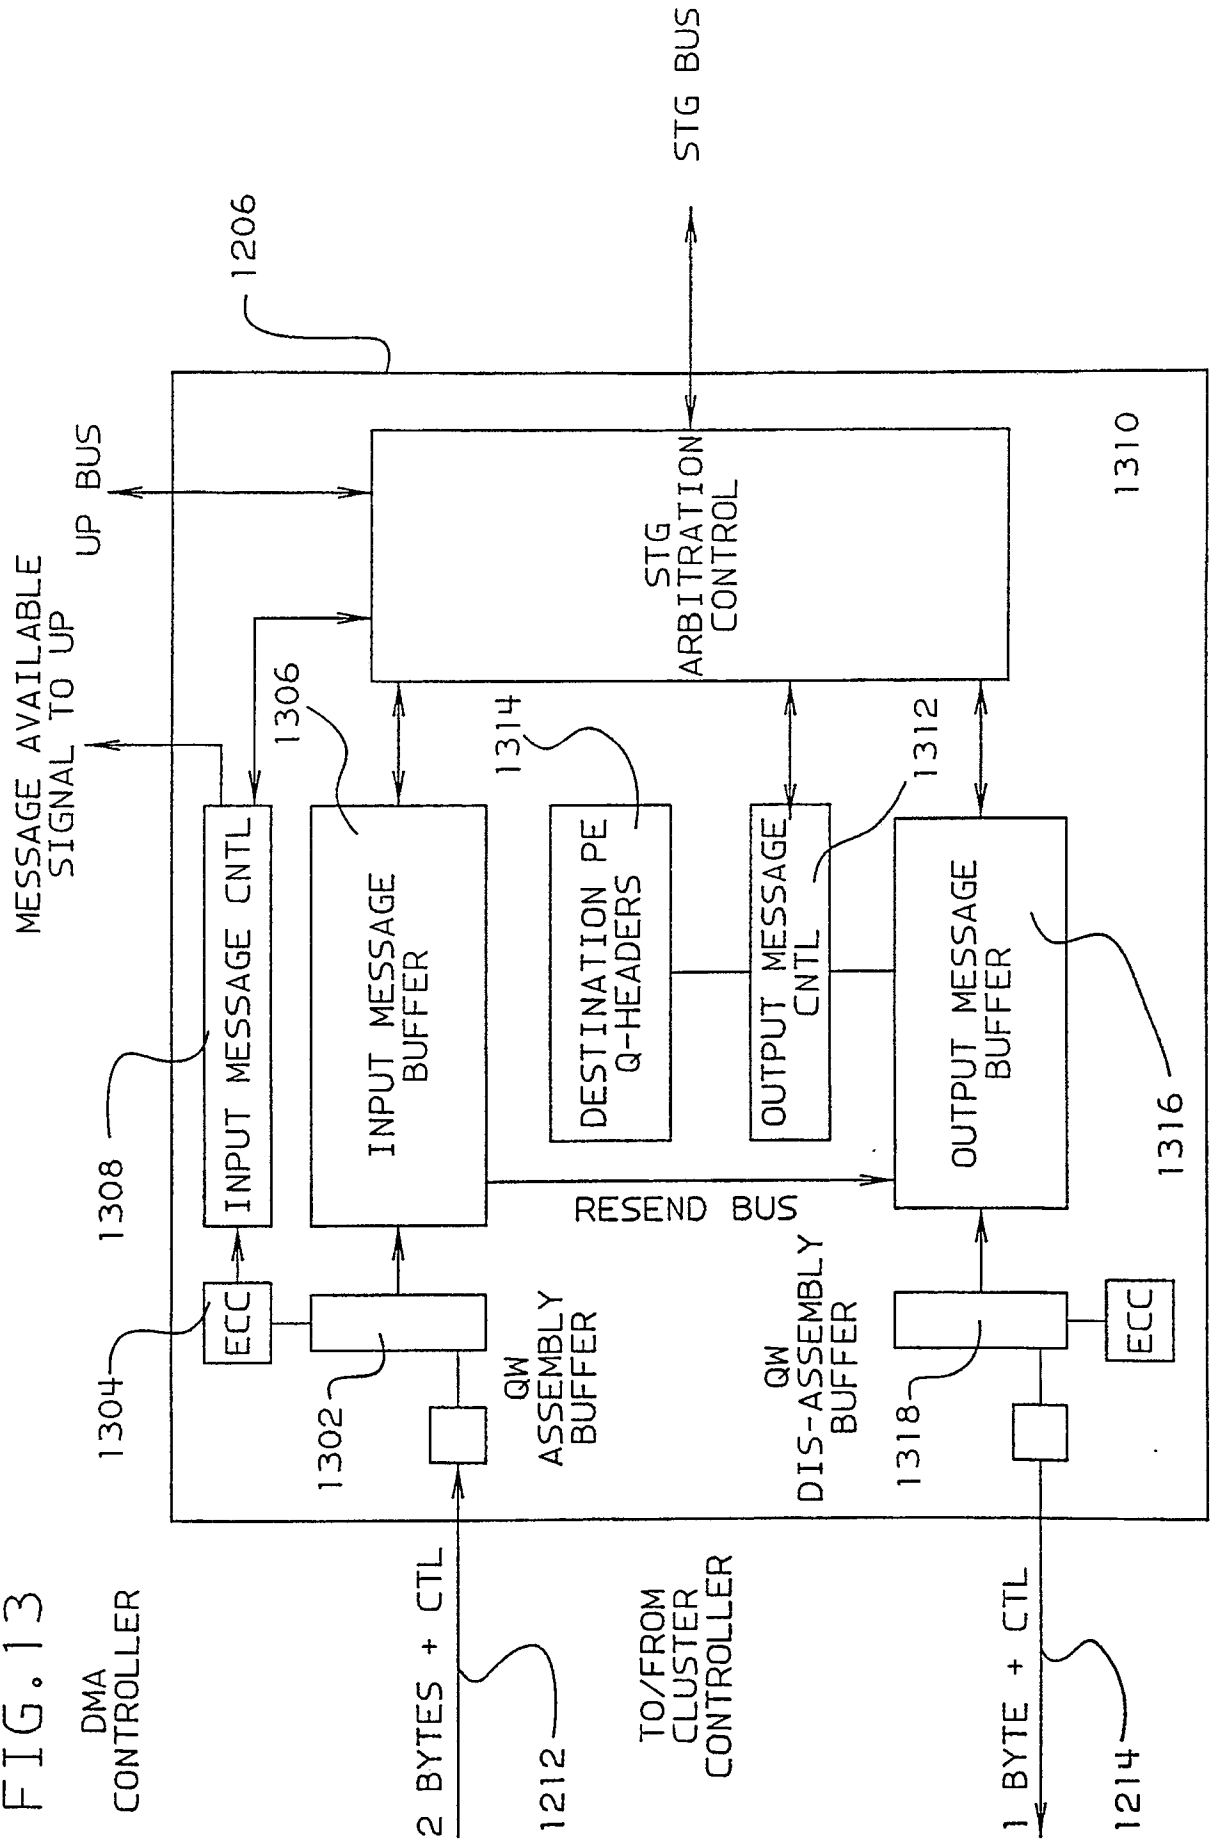 FIG.13
DMA
CONTROLLER
MESSAGE AVAILABLE
SIGNAL TO UP
UP BUS
1206
STG BUS
1304
1308
ECC
INPUT MESSAGE CNTL
1306
1302
INPUT MESSAGE
BUFFER
2 BYTES + CTL
1212
QW
ASSEMBLY
BUFFER
RESEND BUS
DESTINATION PE
Q-HEADERS
1314
STG
ARBITRATION
CONTROL
TO/FROM
CLUSTER
CONTROLLER
OUTPUT MESSAGE
CNTL
1312
QW
DIS-ASSEMBLY
BUFFER
1318
OUTPUT MESSAGE
BUFFER
1316
ECC
1310
1 BYTE + CTL
1214